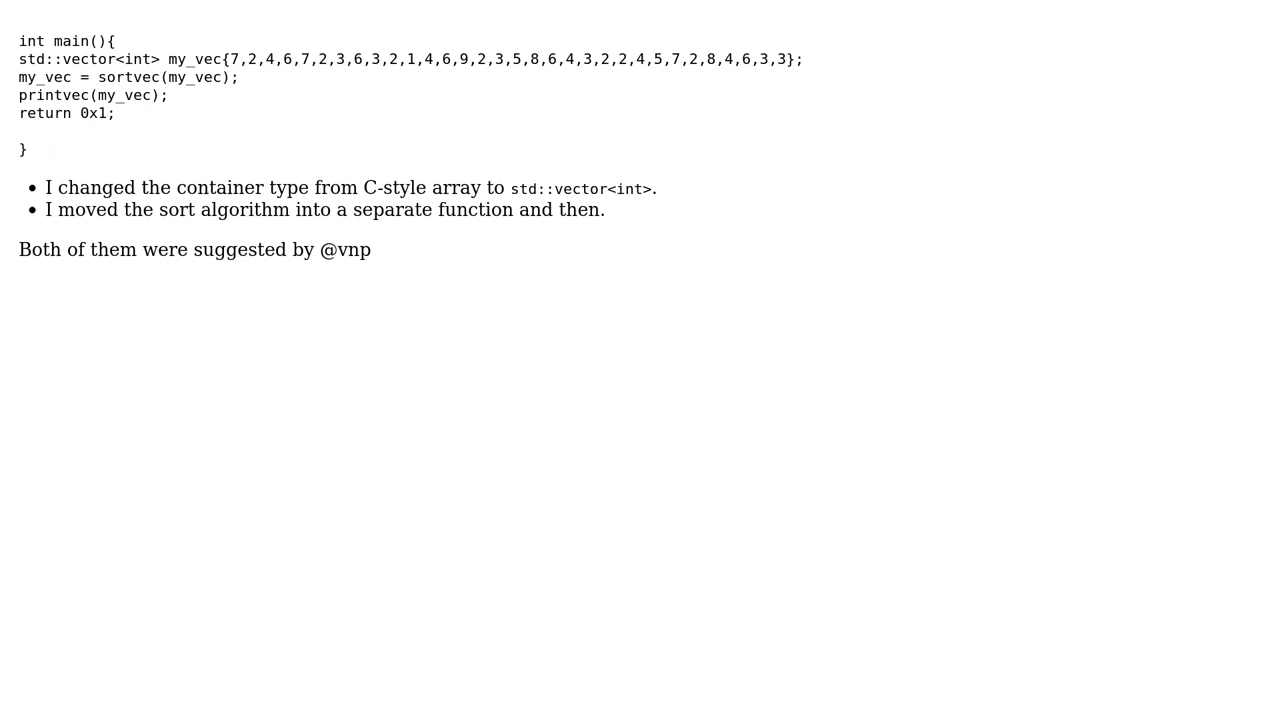 int main(){
std::vector<int> my_vec{7,2,4,6,7,2,3,6,3,2,1,4,6,9,2,3,5,8,6,4,3,2,2,4,5,7,2,8,4,6,3,3};
my_vec = sortvec(my_vec);
printvec(my_vec);
return 0x1;
}
• I changed the container type from C-style array to std::vector<int>.
• I moved the sort algorithm into a separate function and then.
Both of them were suggested by @vnp